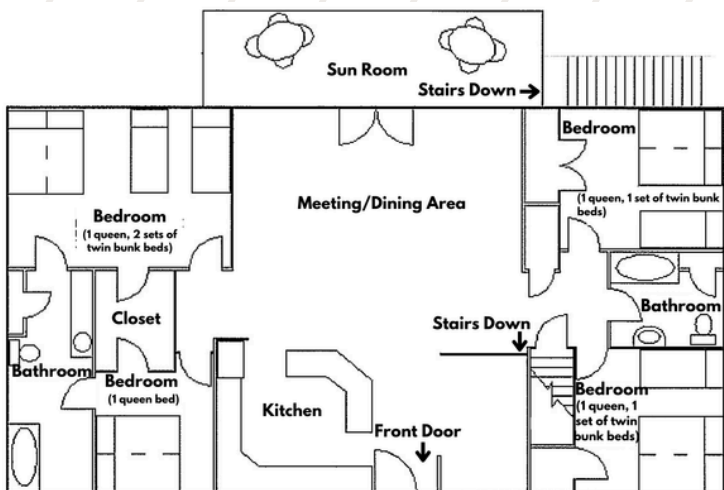 Sun Room
Stairs Down
Bedroom
(1 queen, 1 set of twin bunk
beds)
Meeting/Dining Area
Bedroom
(1 queen, 2 sets of
twin bunk beds)
Closet
Bathroom
Stairs Down
Bathroom
Bedroom
(1 queen bed)
Kitchen
Front Door
Bedroom
(1 queen, 1
set of twin
bunk beds)